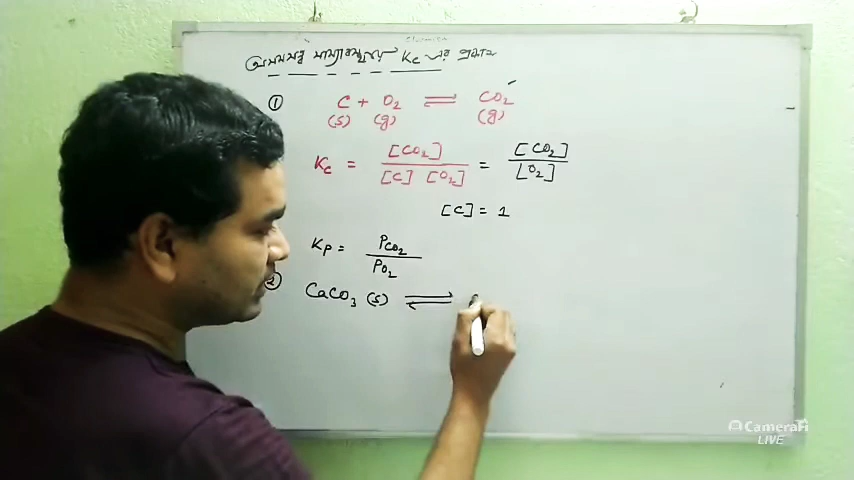 অসমসত্ত্ব সাম্যাবস্থায় Kc এর প্রকাশ
① C + O₂ ⇌ CO₂
(s) (g) (g)
Kc = [CO₂] / [C] [O₂] = [CO₂] / [O₂]
[C] = 1
Kp = PCO₂ / PO₂
② CaCO₃ (s) ⇌
CameraFi
LIVE